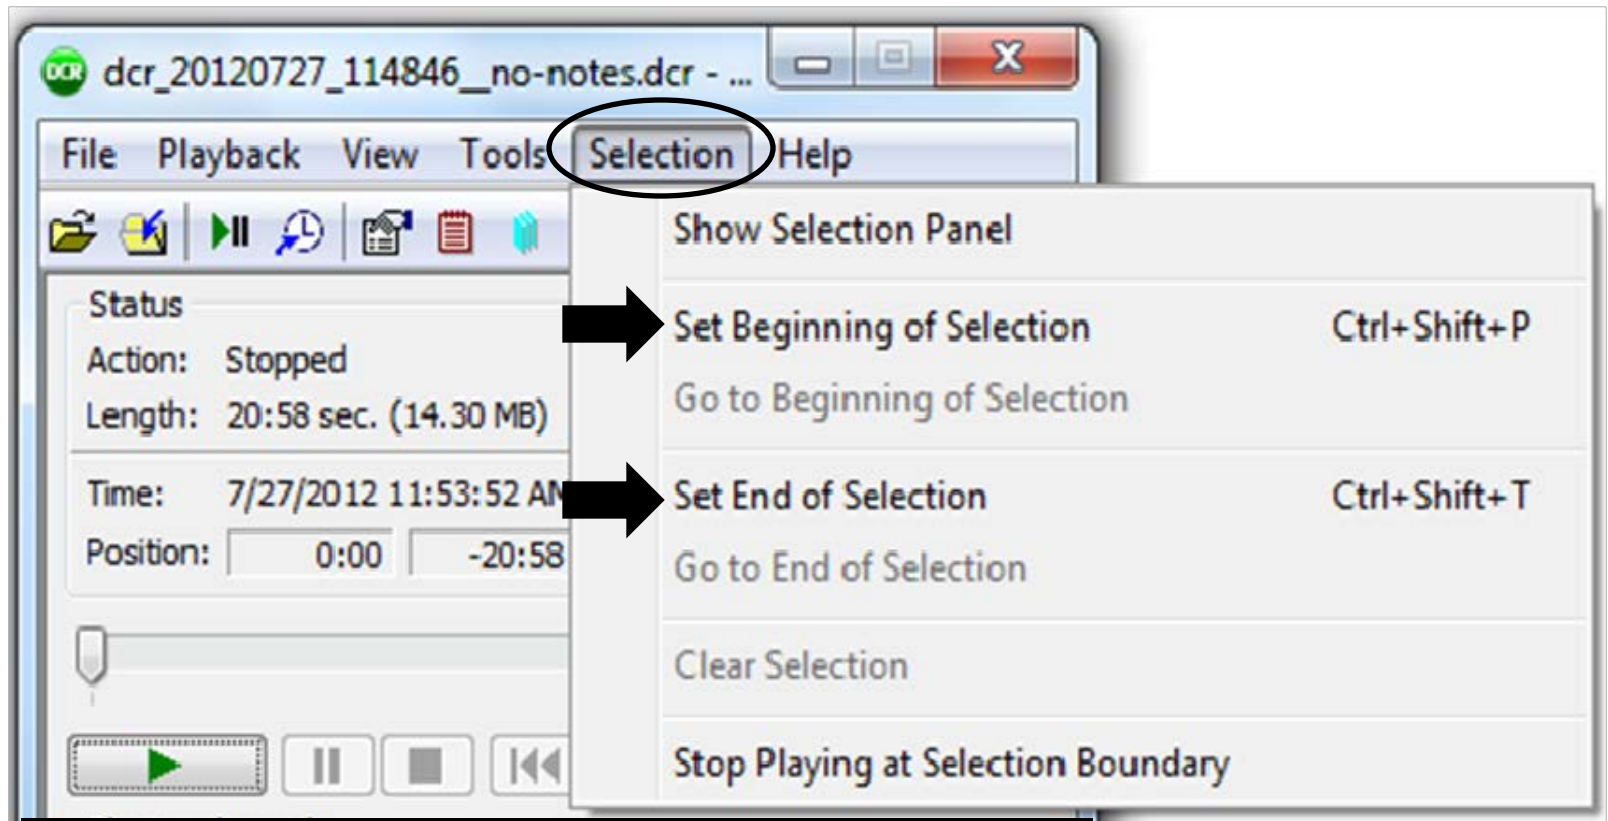 DCR dcr_20120727_114846__no-notes.dcr - ...
File Playback View Tools Selection Help
Show Selection Panel
Set Beginning of Selection Ctrl+Shift+P
Go to Beginning of Selection
Set End of Selection Ctrl+Shift+T
Go to End of Selection
Clear Selection
Stop Playing at Selection Boundary
Status
Action: Stopped
Length: 20:58 sec. (14.30 MB)
Time: 7/27/2012 11:53:52 AM
Position: 0:00 -20:58